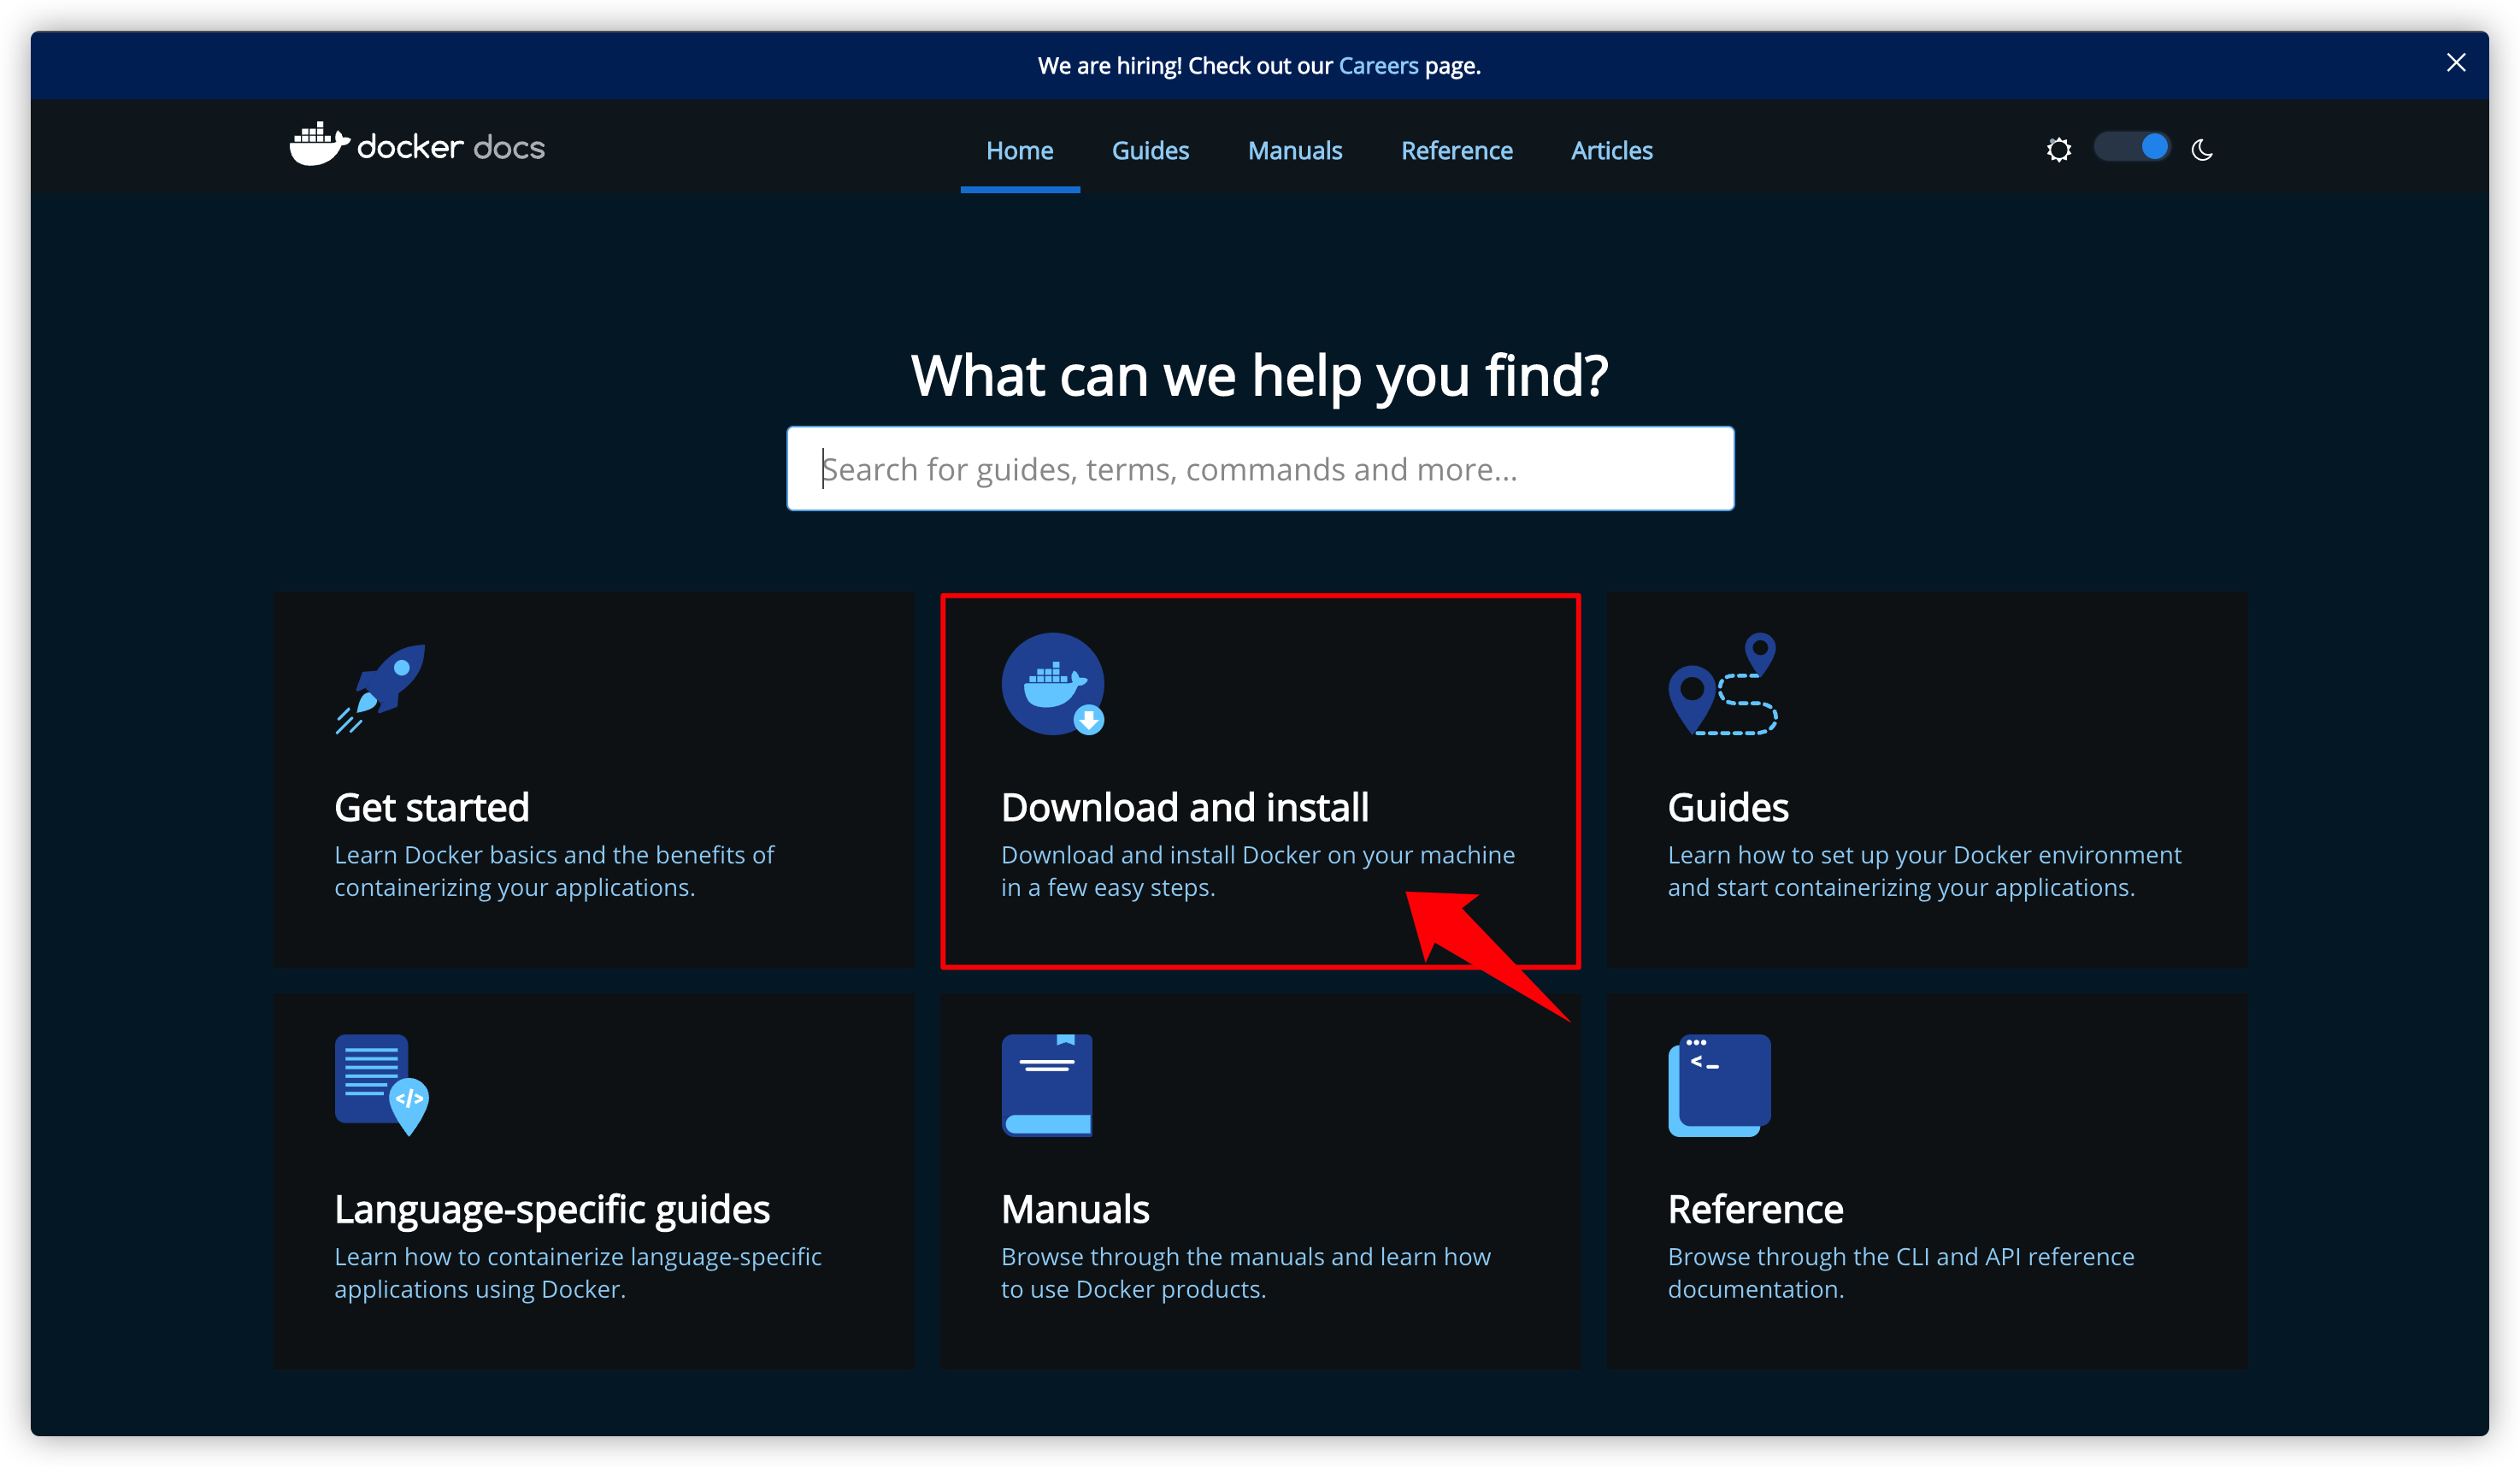 We are hiring! Check out our Careers page.
docker docs
Home
Guides
Manuals
Reference
Articles
What can we help you find?
Search for guides, terms, commands and more...
Get started
Learn Docker basics and the benefits of
containerizing your applications.
Download and install
Download and install Docker on your machine
in a few easy steps.
Guides
Learn how to set up your Docker environment
and start containerizing your applications.
</>
Language-specific guides
Learn how to containerize language-specific
applications using Docker.
Manuals
Browse through the manuals and learn how
to use Docker products.
<_
Reference
Browse through the CLI and API reference
documentation.